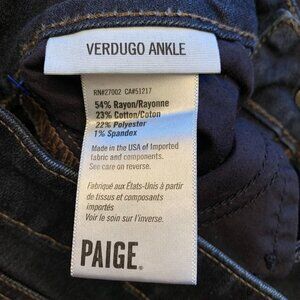 VERDUGO ANKLE
RN#27002 CA#51217
54% Rayon/Rayonne
23% Cotton/Coton
22% Polyester
1% Spandex
Made in the USA of Imported
fabric and components.
See care on reverse.
Fabriqué aux États-Unis à partir
de tissus et composants
importés
Voir le soin sur l'inverse.
PAIGE®